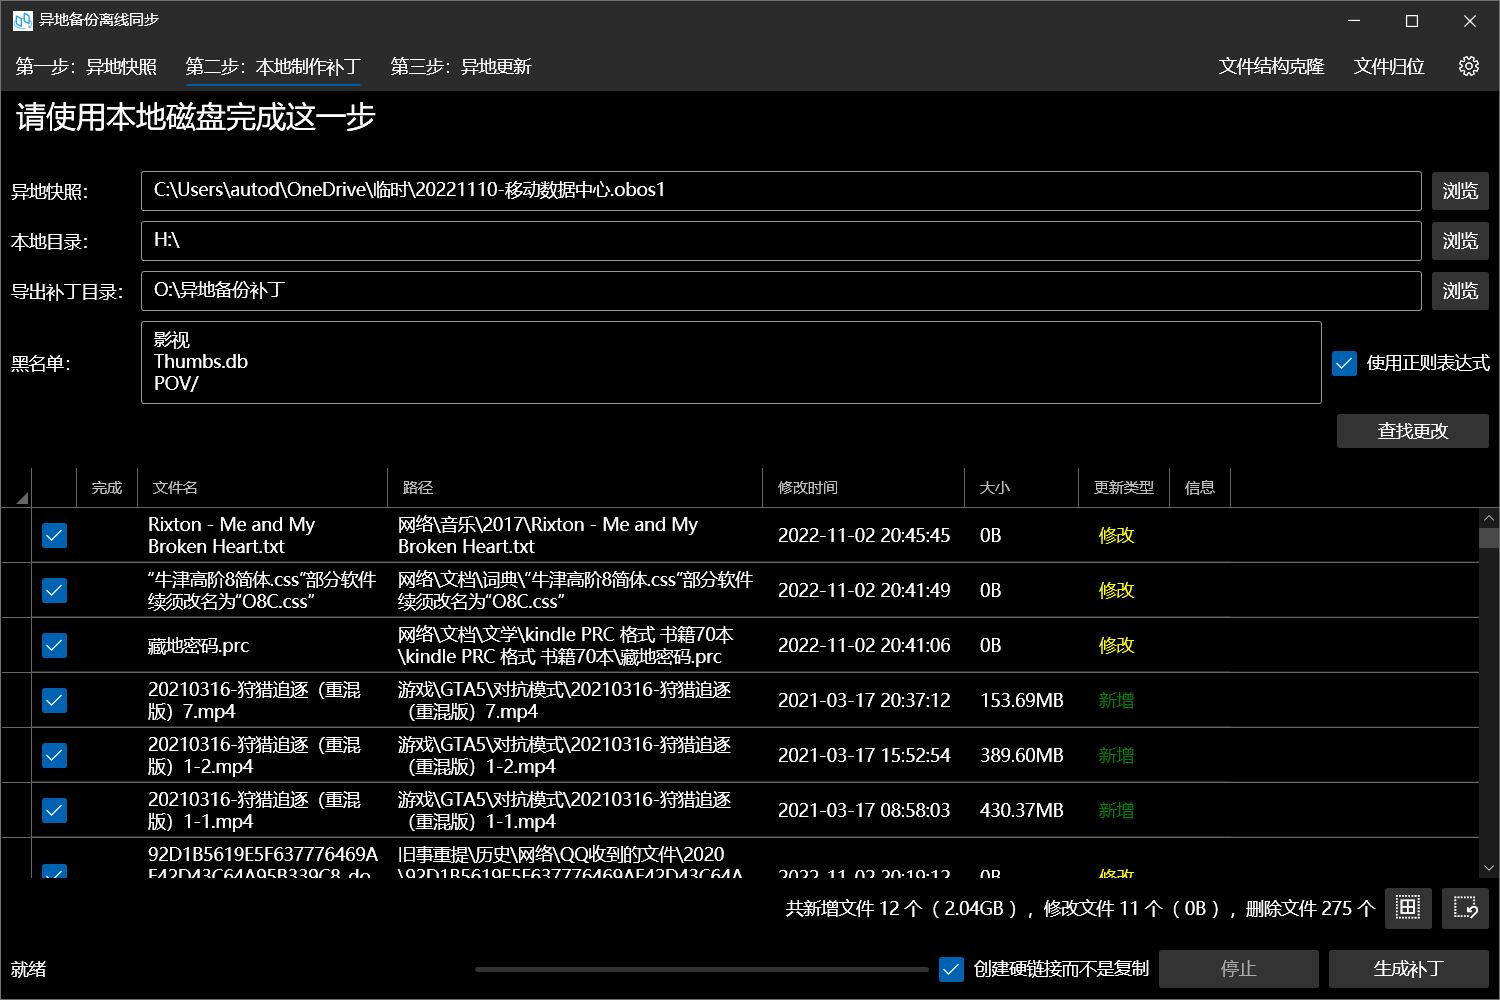 异地备份离线同步
第一步：异地快照 第二步：本地制作补丁 第三步：异地更新 文件结构克隆 文件归位
请使用本地磁盘完成这一步
异地快照： C:\Users\autod\OneDrive\临时\20221110-移动数据中心.obos1 浏览
本地目录： H:\ 浏览
导出补丁目录： O:\异地备份补丁 浏览
黑名单：
影视
Thumbs.db
POV/
使用正则表达式
查找更改
完成 文件名 路径 修改时间 大小 更新类型 信息
Rixton - Me and My
Broken Heart.txt
网络\音乐\2017\Rixton - Me and My
Broken Heart.txt
2022-11-02 20:45:45 0B 修改
“牛津高阶8简体.css”部分软件
续须改名为“O8C.css”
网络\文档\词典\“牛津高阶8简体.css”部分软件
续须改名为“O8C.css”
2022-11-02 20:41:49 0B 修改
藏地密码.prc
网络\文档\文学\kindle PRC 格式 书籍70本
\kindle PRC 格式 书籍70本\藏地密码.prc
2022-11-02 20:41:06 0B 修改
20210316-狩猎追逐（重混
版）7.mp4
游戏\GTA5\对抗模式\20210316-狩猎追逐
（重混版）7.mp4
2021-03-17 20:37:12 153.69MB 新增
20210316-狩猎追逐（重混
版）1-2.mp4
游戏\GTA5\对抗模式\20210316-狩猎追逐
（重混版）1-2.mp4
2021-03-17 15:52:54 389.60MB 新增
20210316-狩猎追逐（重混
版）1-1.mp4
游戏\GTA5\对抗模式\20210316-狩猎追逐
（重混版）1-1.mp4
2021-03-17 08:58:03 430.37MB 新增
92D1B5619E5F637776469A
F42D43C64A95B339C8.do
旧事重提\历史\网络\QQ收到的文件\2020
\92D1B5619E5F637776469AF42D43C64A
2022-11-02 20:19:12 0B 修改
共新增文件 12 个（ 2.04GB ），修改文件 11 个（ 0B ），删除文件 275 个
就绪 创建硬链接而不是复制 停止 生成补丁